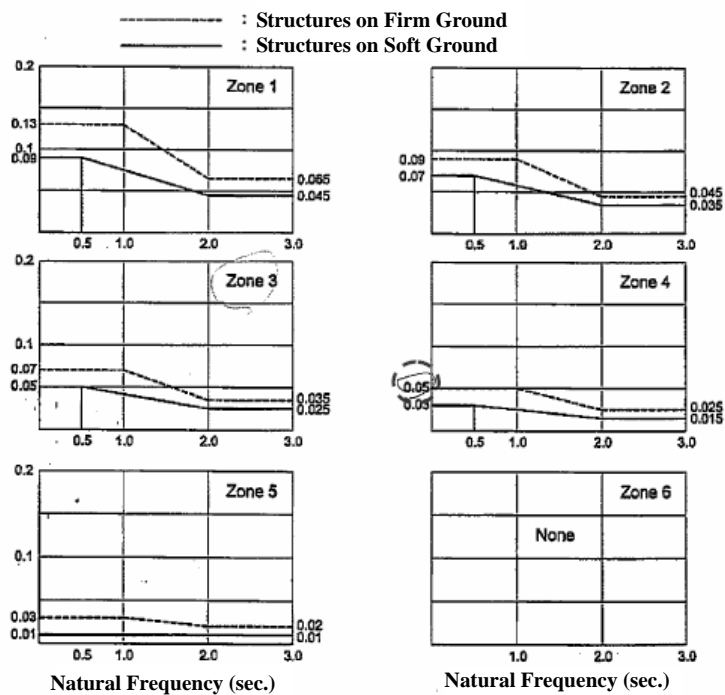 : Structures on Firm Ground
: Structures on Soft Ground
0.2
Zone 1
0.13
0.1
0.09
0.065
0.045
0.5 1.0 2.0 3.0
Zone 2
0.09
0.07
0.045
0.035
0.5 1.0 2.0 3.0
0.2
Zone 3
0.1
0.07
0.05
0.035
0.025
0.5 1.0 2.0 3.0
Zone 4
0.05
0.03
0.025
0.015
0.5 1.0 2.0 3.0
0.2
Zone 5
0.1
0.03
0.01
0.02
0.01
0.5 1.0 2.0 3.0
Natural Frequency (sec.)
Zone 6
None
1.0 2.0 3.0
Natural Frequency (sec.)